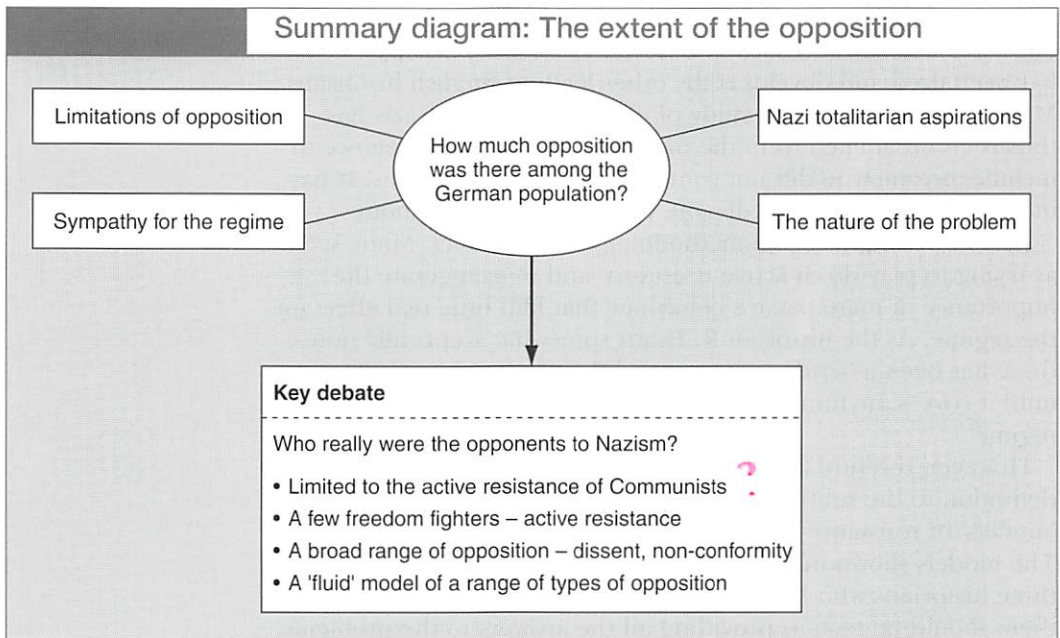 Summary diagram: The extent of the opposition
Limitations of opposition
Sympathy for the regime
How much opposition
was there among the
German population?
Nazi totalitarian aspirations
The nature of the problem
Key debate
Who really were the opponents to Nazism?
• Limited to the active resistance of Communists ?
• A few freedom fighters – active resistance
• A broad range of opposition – dissent, non-conformity
• A 'fluid' model of a range of types of opposition